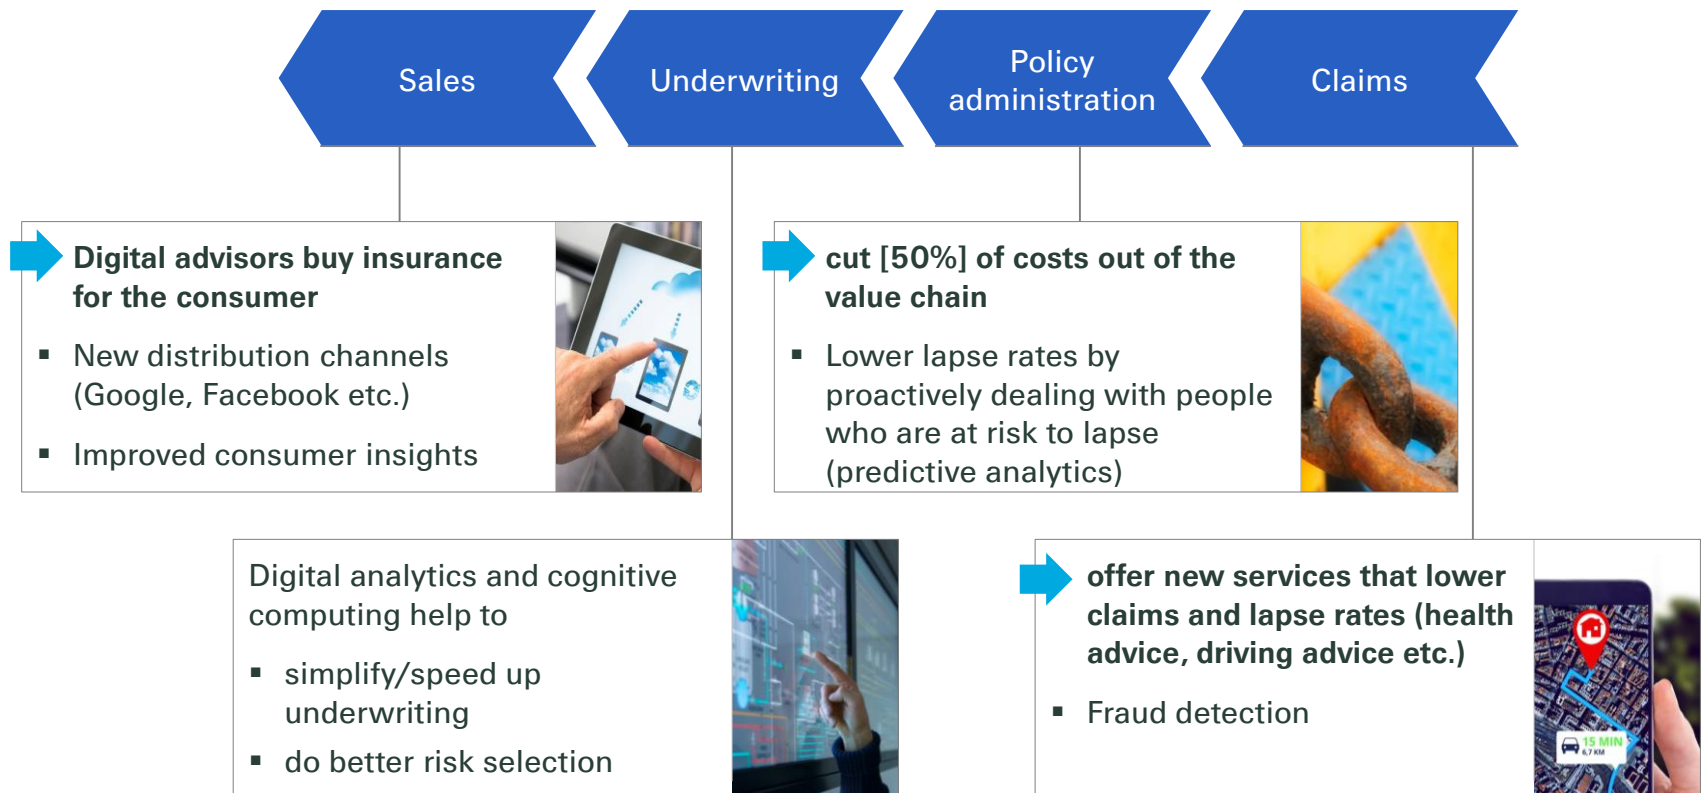 Sales
Underwriting
Policy
administration
Claims
Digital advisors buy insurance
for the consumer
▪ New distribution channels
(Google, Facebook etc.)
▪ Improved consumer insights
cut [50%] of costs out of the
value chain
▪ Lower lapse rates by
proactively dealing with people
who are at risk to lapse
(predictive analytics)
Digital analytics and cognitive
computing help to
▪ simplify/speed up
underwriting
▪ do better risk selection
offer new services that lower
claims and lapse rates (health
advice, driving advice etc.)
▪ Fraud detection
15 MIN
6,7 KM